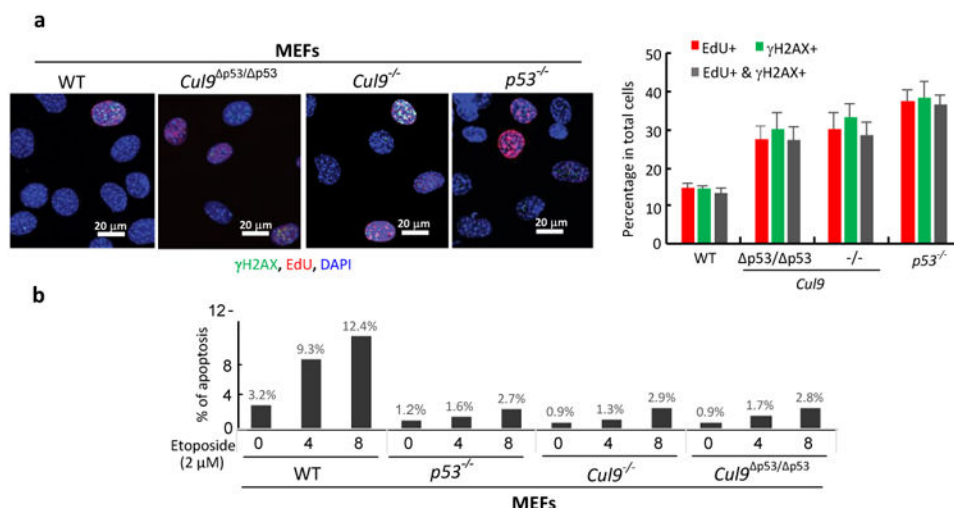 a
MEFs
WT Cul9Δp53/Δp53 Cul9-/- p53-/-
20 μm 20 μm 20 μm 20 μm
γH2AX, EdU, DAPI
Percentage in total cells
50
40
30
20
10
0
EdU+ γH2AX+
EdU+ & γH2AX+
WT Δp53/Δp53 -/- p53-/-
Cul9
b
% of apoptosis
12-
8
4
0
3.2% 9.3% 12.4% 1.2% 1.6% 2.7% 0.9% 1.3% 2.9% 0.9% 1.7% 2.8%
Etoposide 0 4 8 0 4 8 0 4 8 0 4 8
(2 μM)
WT p53-/- Cul9-/- Cul9Δp53/Δp53
MEFs